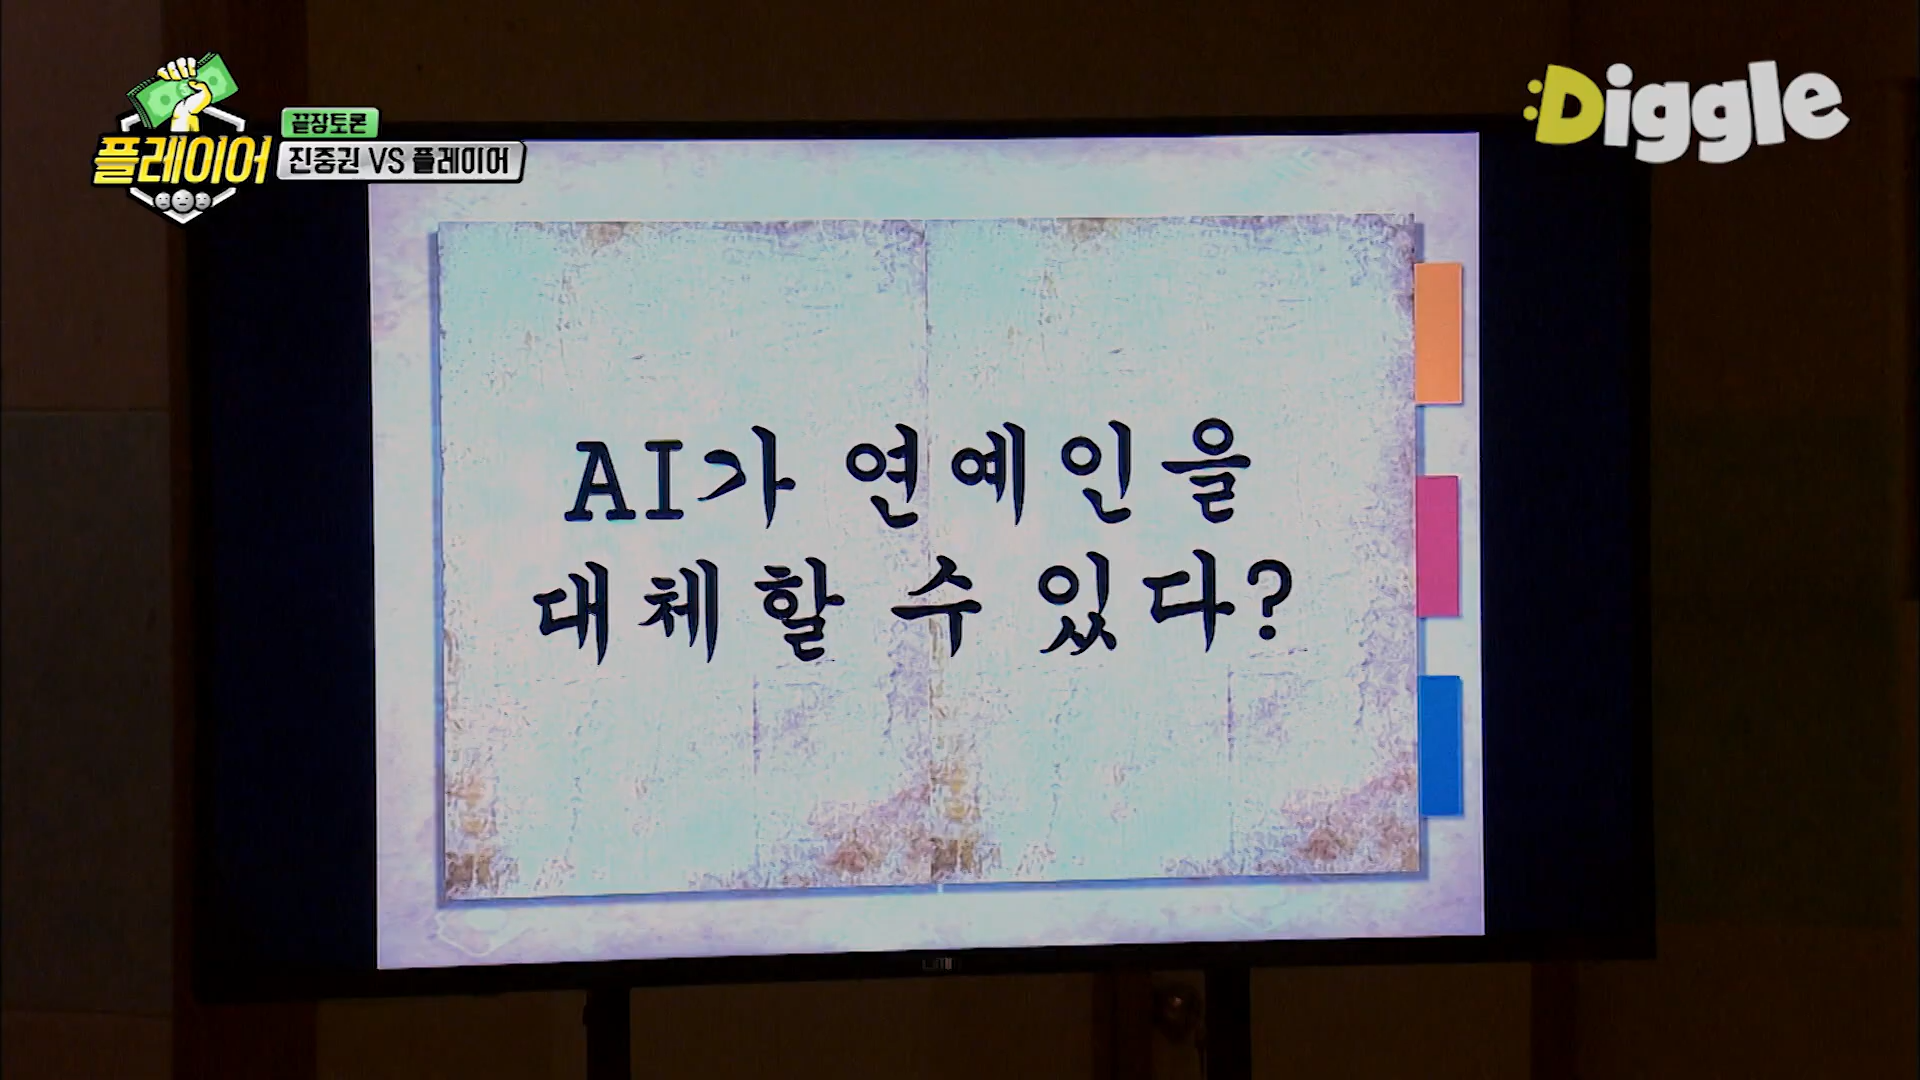 플레이어
끝장토론
진중권 VS 플레이어
:Diggle
AI가 연예인을
대체할 수 있다?